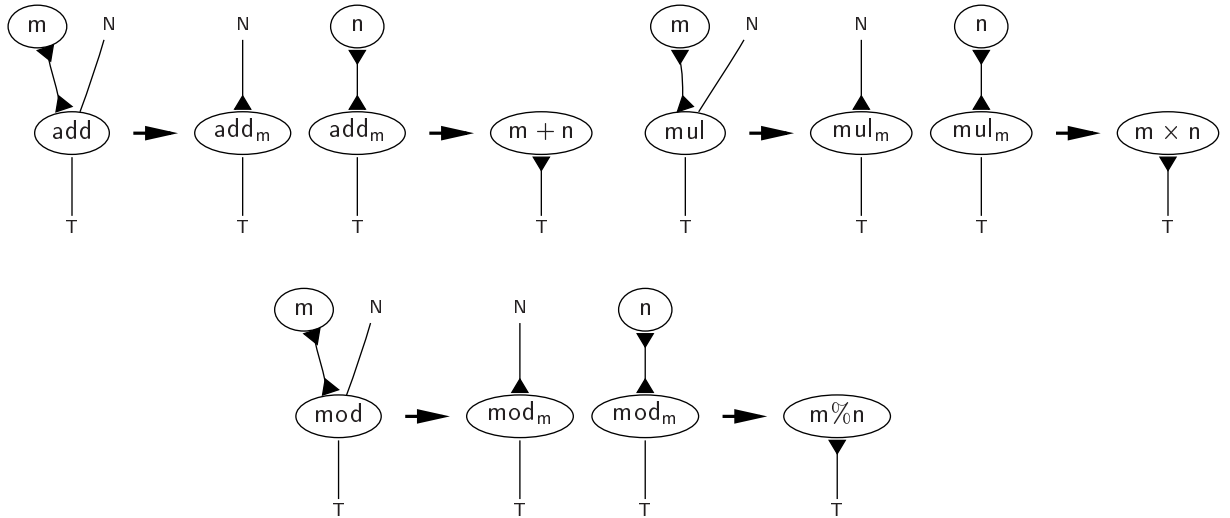 m N N n m N N n
add add_m add_m m + n mul mul_m mul_m m × n
T T T T T T T T
m N N n
mod mod_m mod_m m%n
T T T T